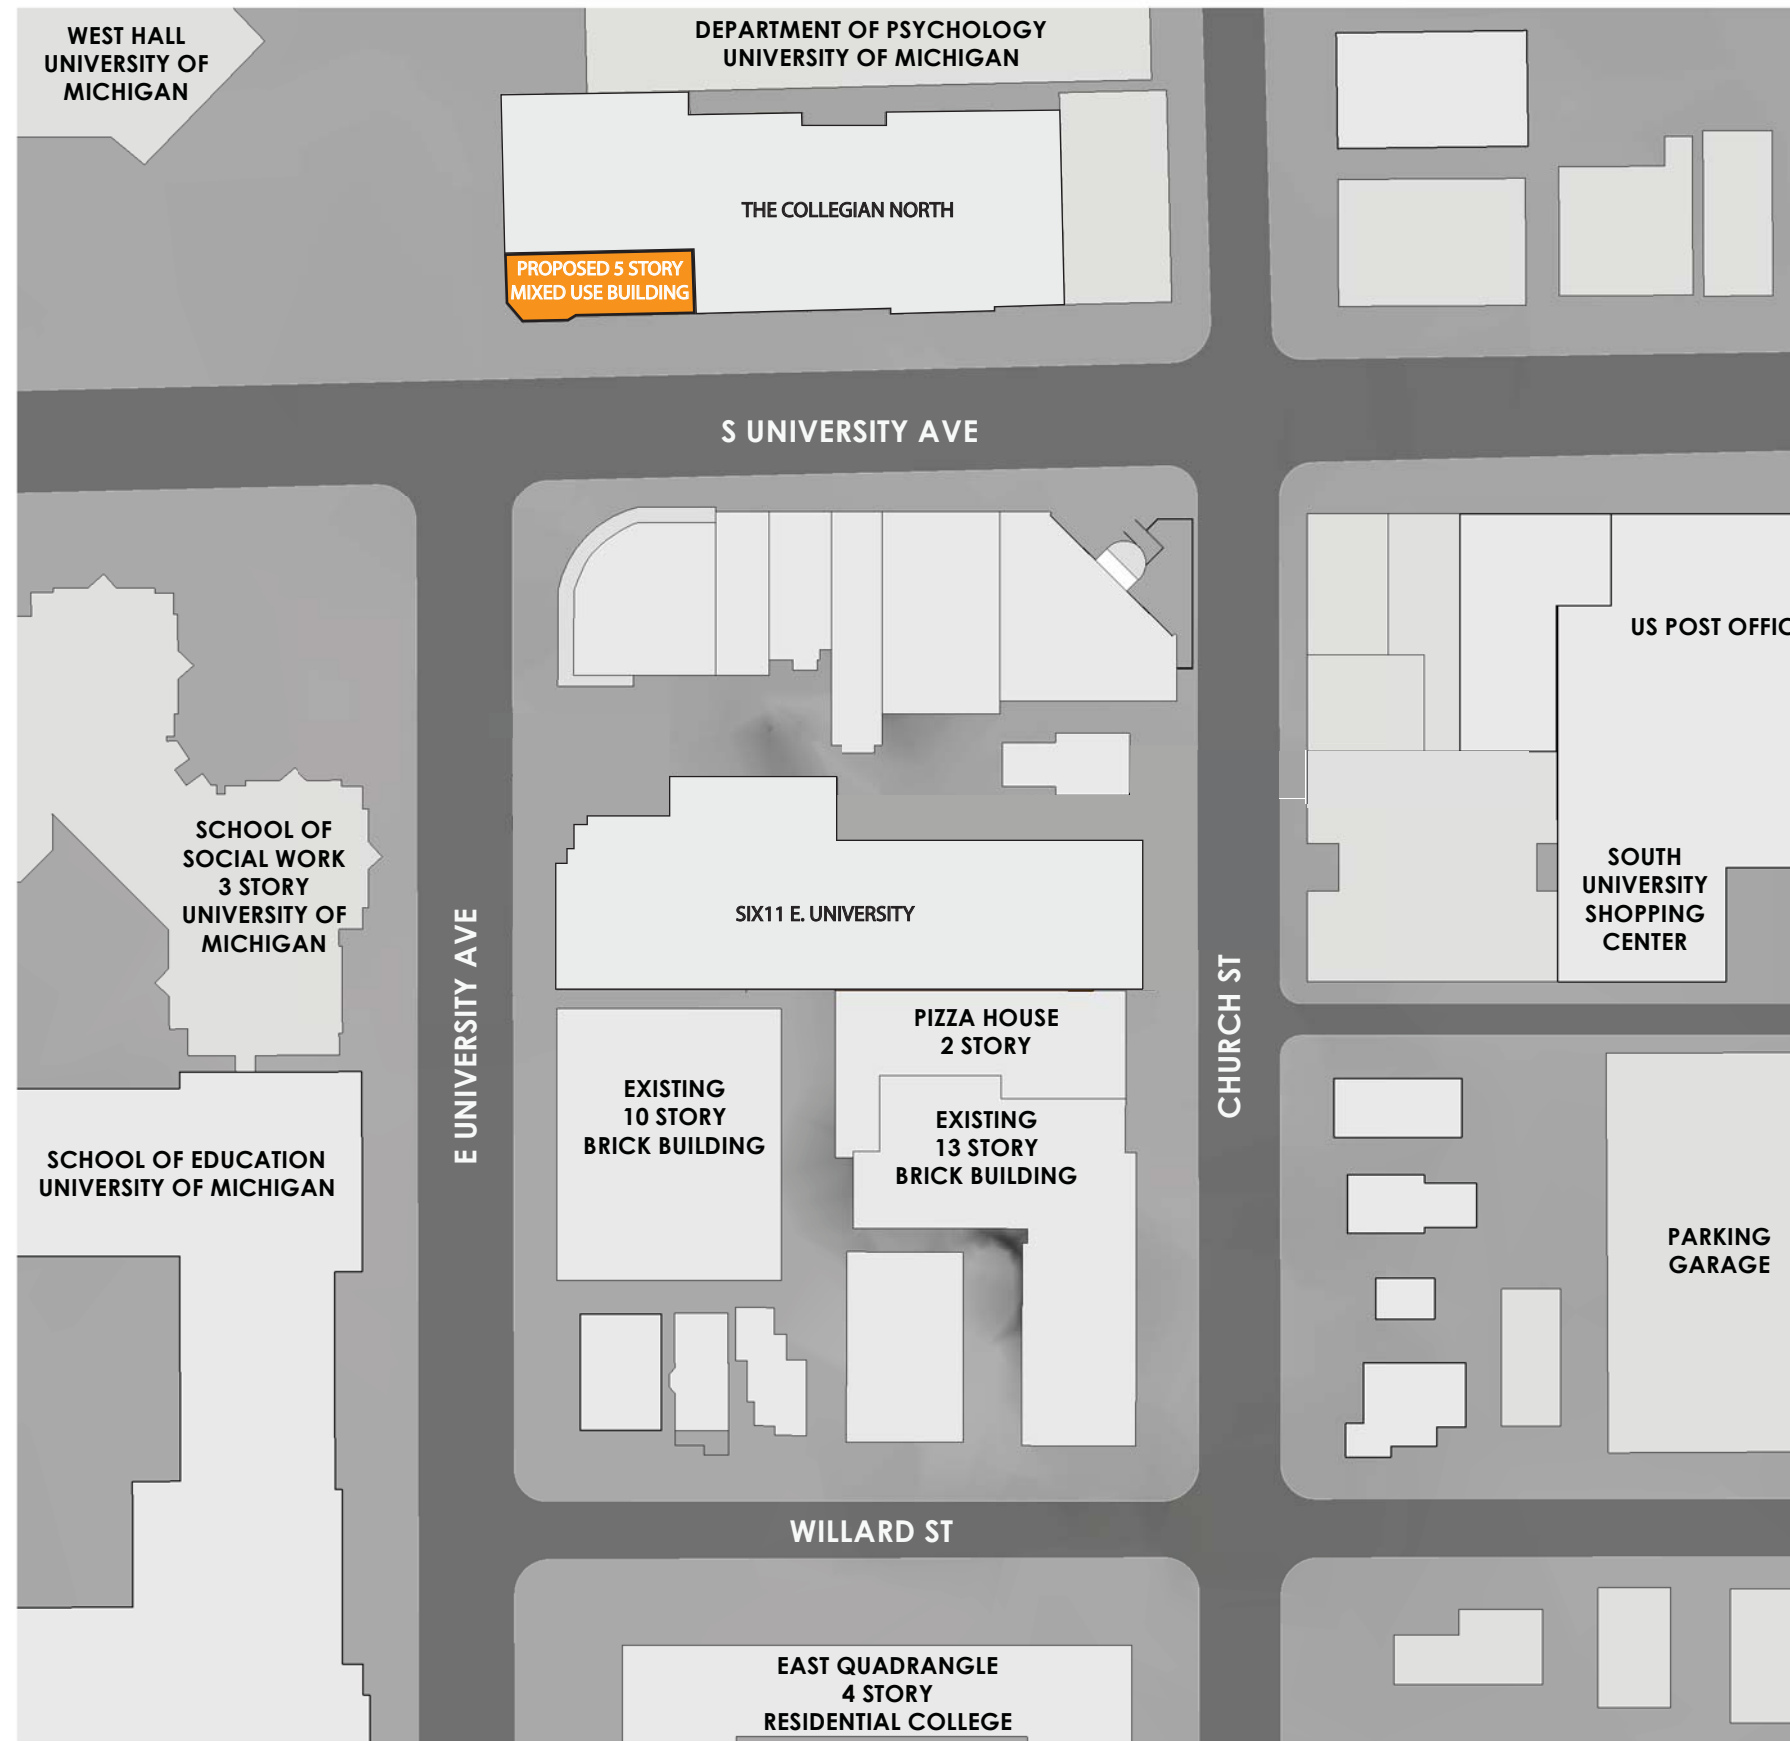 WEST HALL
UNIVERSITY OF
MICHIGAN
DEPARTMENT OF PSYCHOLOGY
UNIVERSITY OF MICHIGAN
THE COLLEGIAN NORTH
PROPOSED 5 STORY
MIXED USE BUILDING
S UNIVERSITY AVE
US POST OFFIC
SCHOOL OF
SOCIAL WORK
3 STORY
UNIVERSITY OF
MICHIGAN
SOUTH
UNIVERSITY
SHOPPING
CENTER
SIX11 E. UNIVERSITY
E UNIVERSITY AVE
CHURCH ST
PIZZA HOUSE
2 STORY
EXISTING
10 STORY
BRICK BUILDING
EXISTING
13 STORY
BRICK BUILDING
SCHOOL OF EDUCATION
UNIVERSITY OF MICHIGAN
PARKING
GARAGE
WILLARD ST
EAST QUADRANGLE
4 STORY
RESIDENTIAL COLLEGE